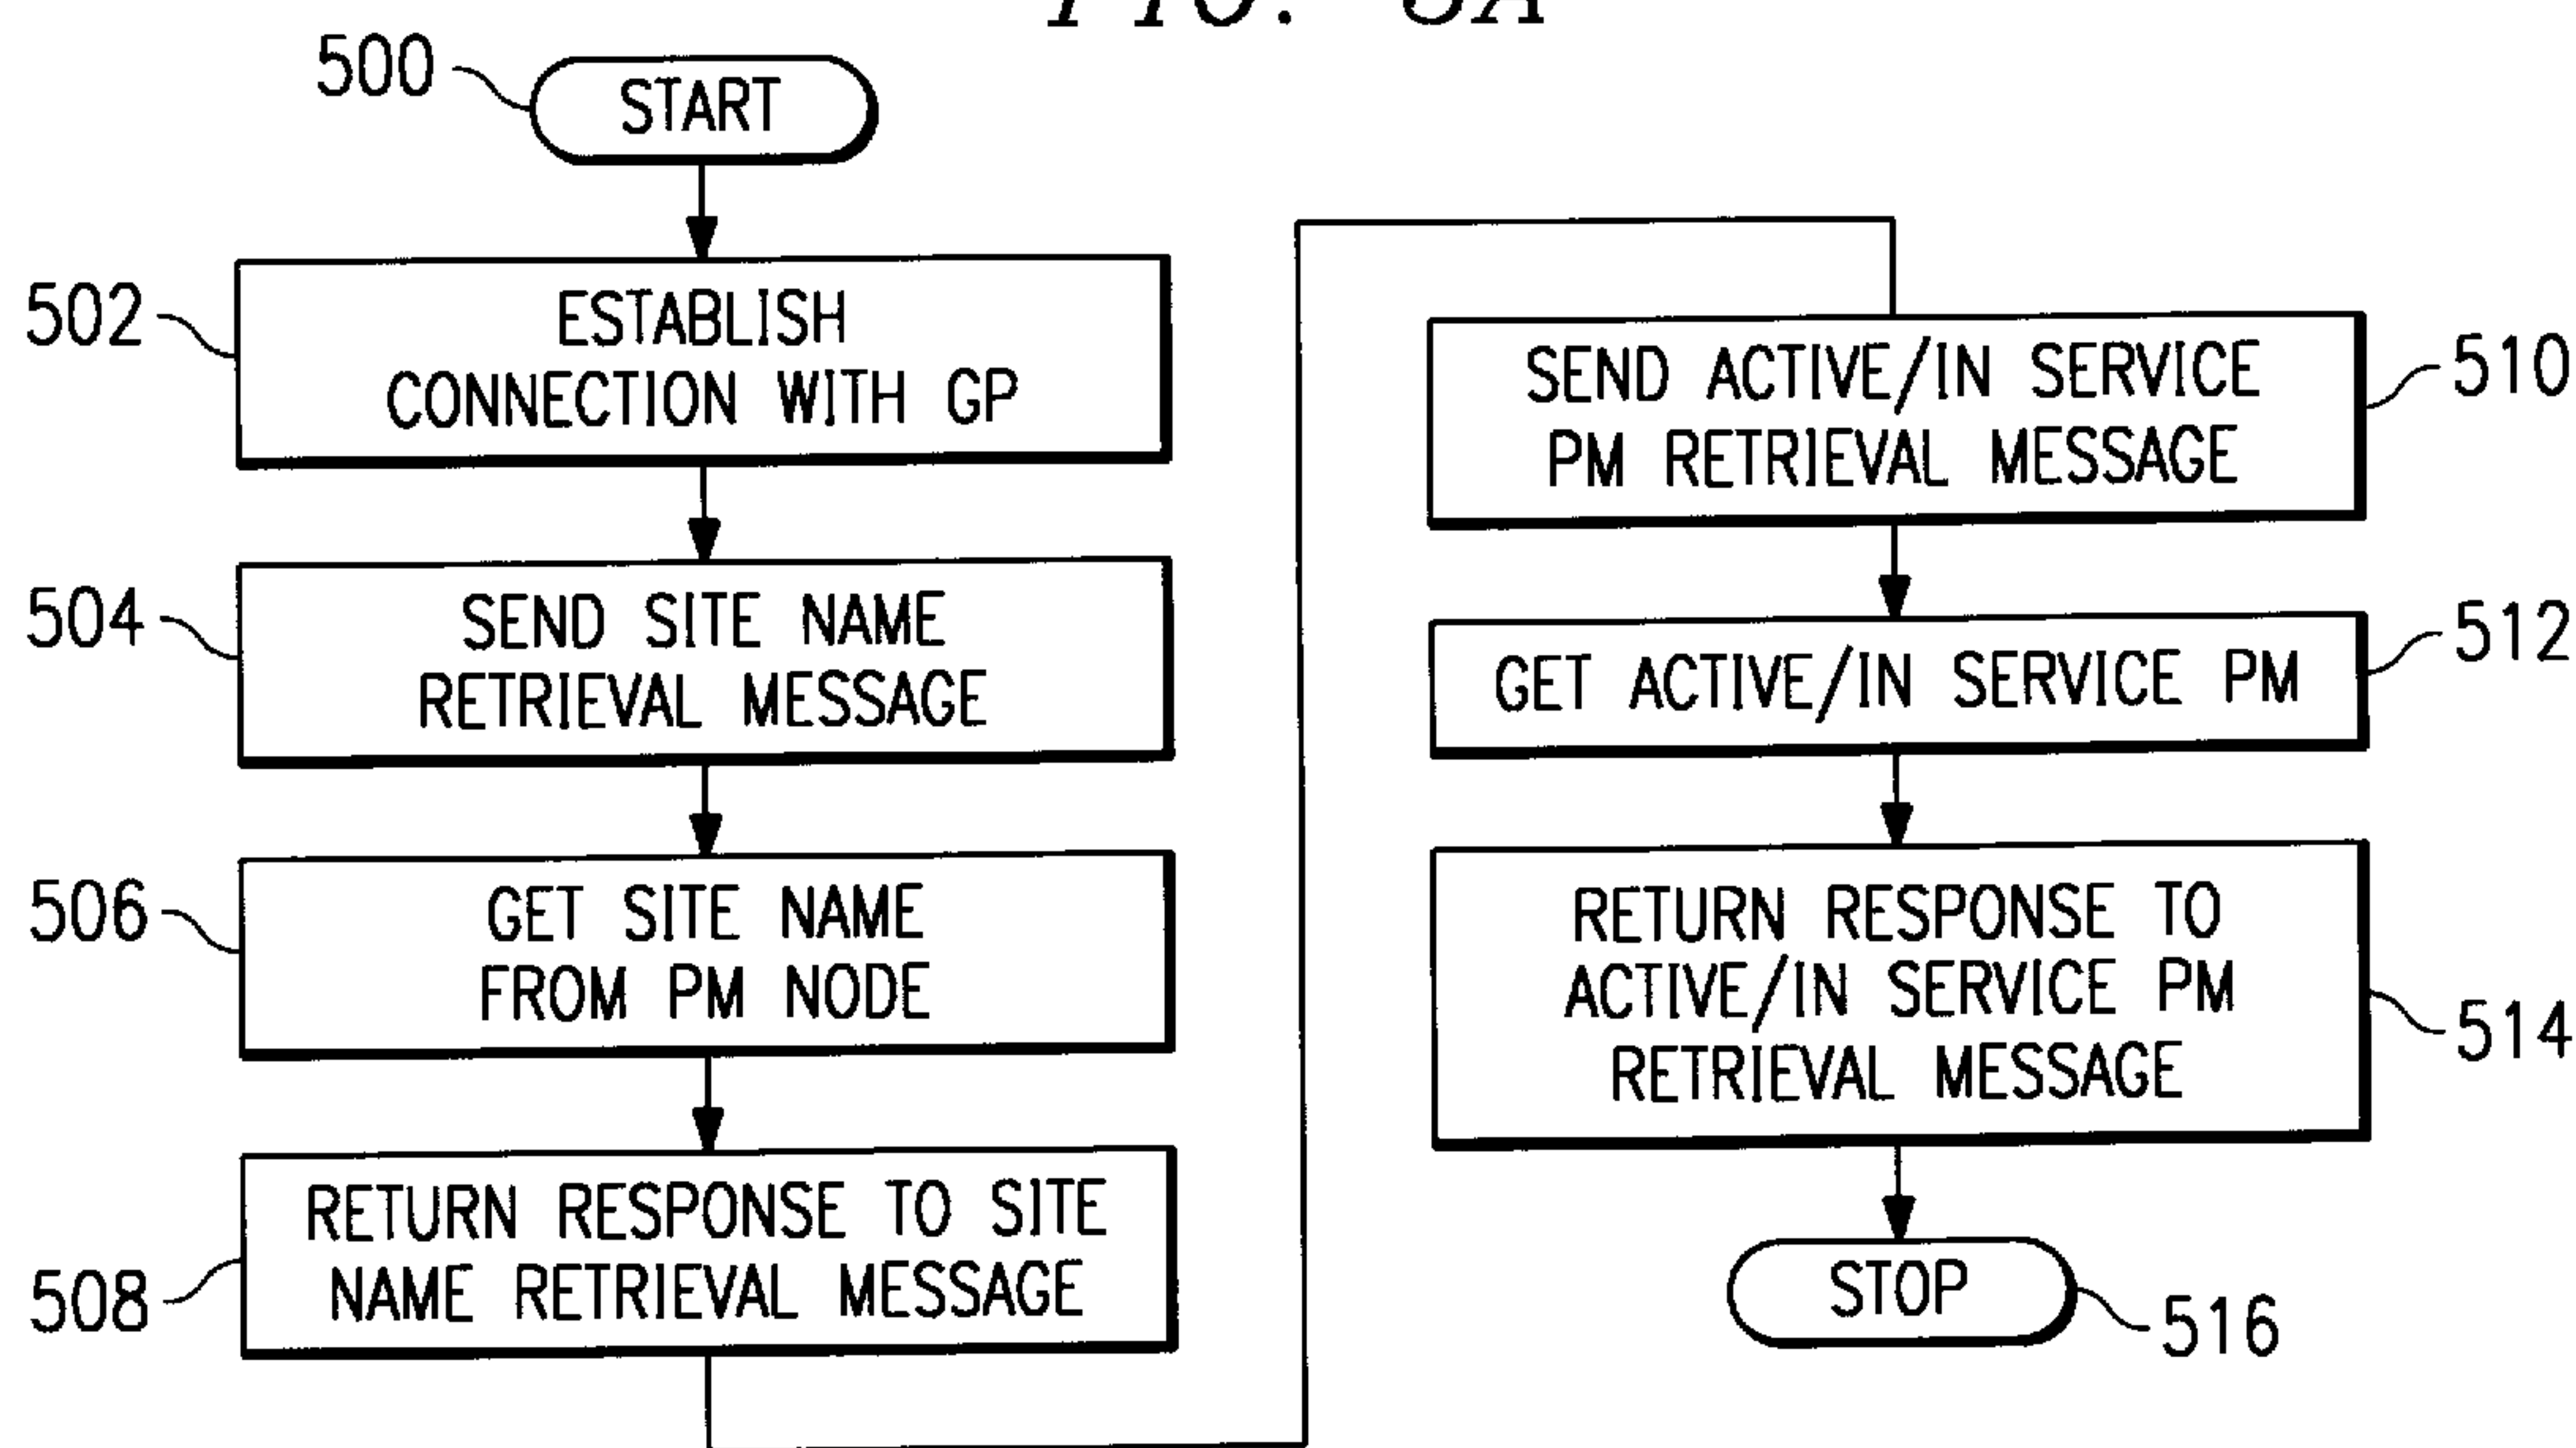 500
START
502
ESTABLISH
CONNECTION WITH GP
504
SEND SITE NAME
RETRIEVAL MESSAGE
506
GET SITE NAME
FROM PM NODE
508
RETURN RESPONSE TO SITE
NAME RETRIEVAL MESSAGE
SEND ACTIVE/IN SERVICE
PM RETRIEVAL MESSAGE
510
GET ACTIVE/IN SERVICE PM
512
RETURN RESPONSE TO
ACTIVE/IN SERVICE PM
RETRIEVAL MESSAGE
514
STOP
516